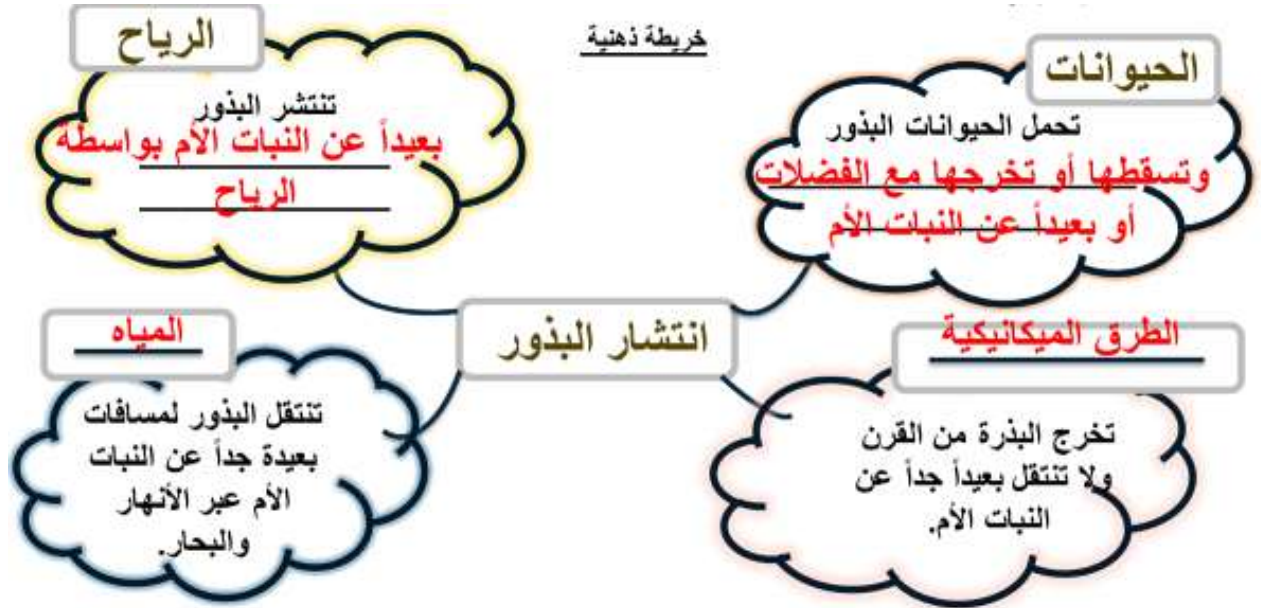 خريطة ذهنية
الحيوانات
تحمل الحيوانات البذور
وتسقطها أو تخرجها مع الفضلات
أو بعيداً عن النبات الأم
الرياح
تنتشر البذور
بعيداً عن النبات الأم بواسطة
الرياح
انتشار البذور
الطرق الميكانيكية
تخرج البذرة من القرن
ولا تنتقل بعيداً جداً عن
النبات الأم.
المياه
تنتقل البذور لمسافات
بعيدة جداً عن النبات
الأم عبر الأنهار
والبحار.